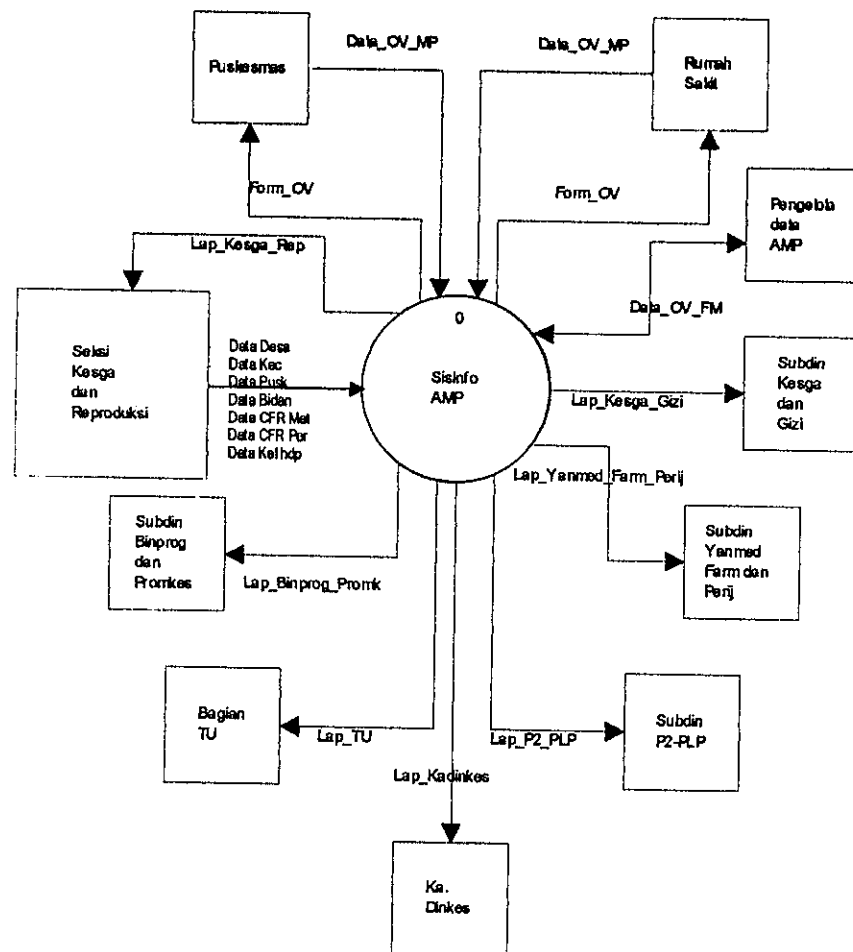 Data_OV_MP
Data_OV_MP
Puskesmas
Rumah
Sakit
Form_OV
Form_OV
Pengelola
data
AMP
Lap_Kesga_Rep
Data_OV_FM
0
Seksi
Kesga
dan
Reproduksi
Data Desa
Data Kec
Data Pusk
Data Bidan
Data CFR Mat
Data CFR Per
Data Kel hdp
SisInfo
AMP
Subdin
Kesga
dan
Gizi
Lap_Kesga_Gizi
Lap_Yanmed_Farm_Perij
Subdin
Binprog
dan
Promkes
Subdin
Yanmed
Farm dan
Perij
Lap_Binprog_Promk
Bagian
TU
Subdin
P2-PLP
Lap_TU
Lap_P2_PLP
Lap_Kadinkes
Ka.
Dinkes